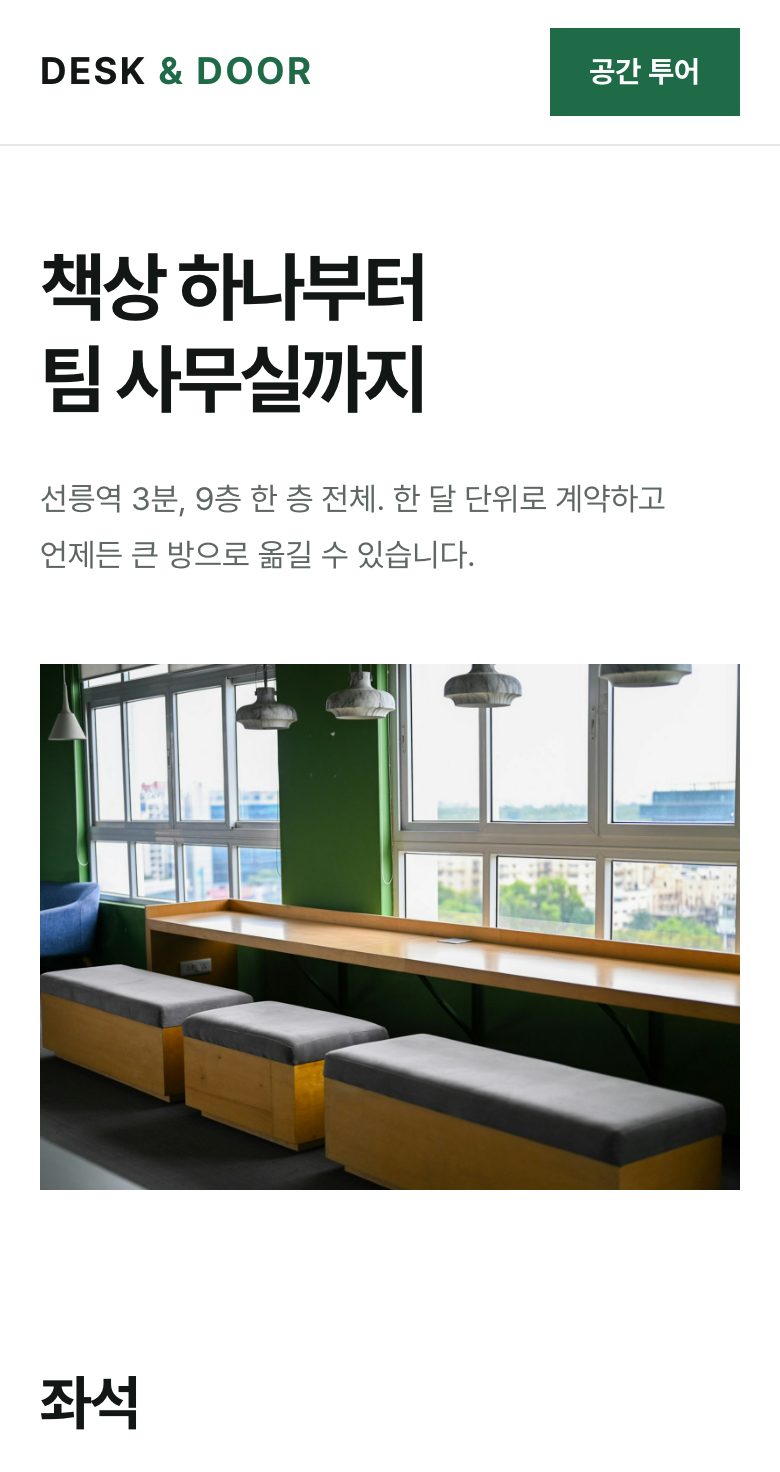 DESK & DOOR
공간 투어
책상 하나부터
팀 사무실까지
선릉역 3분, 9층 한 층 전체. 한 달 단위로 계약하고
언제든 큰 방으로 옮길 수 있습니다.
좌석